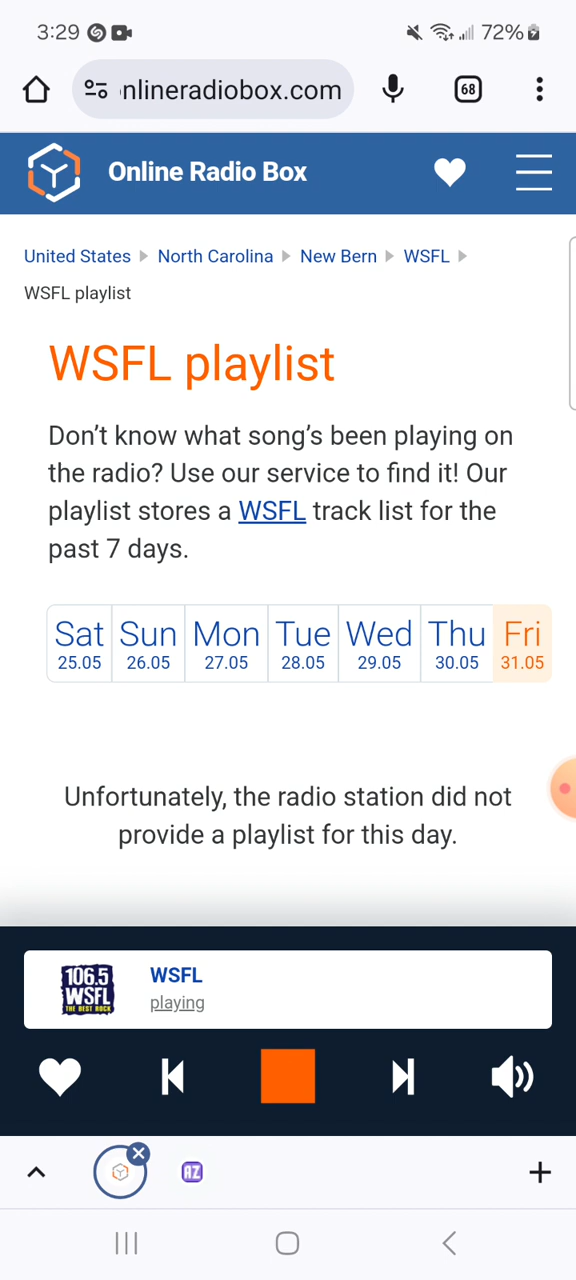 3:29
72%
nlineradiobox.com
68
Online Radio Box
United States North Carolina New Bern WSFL
WSFL playlist
WSFL playlist
Don't know what song's been playing on
the radio? Use our service to find it! Our
playlist stores a WSFL track list for the
past 7 days.
Sat Sun Mon Tue Wed Thu Fri
25.05 26.05 27.05 28.05 29.05 30.05 31.05
Unfortunately, the radio station did not
provide a playlist for this day.
106.5
WSFL
THE BEST ROCK
WSFL
playing
AZ